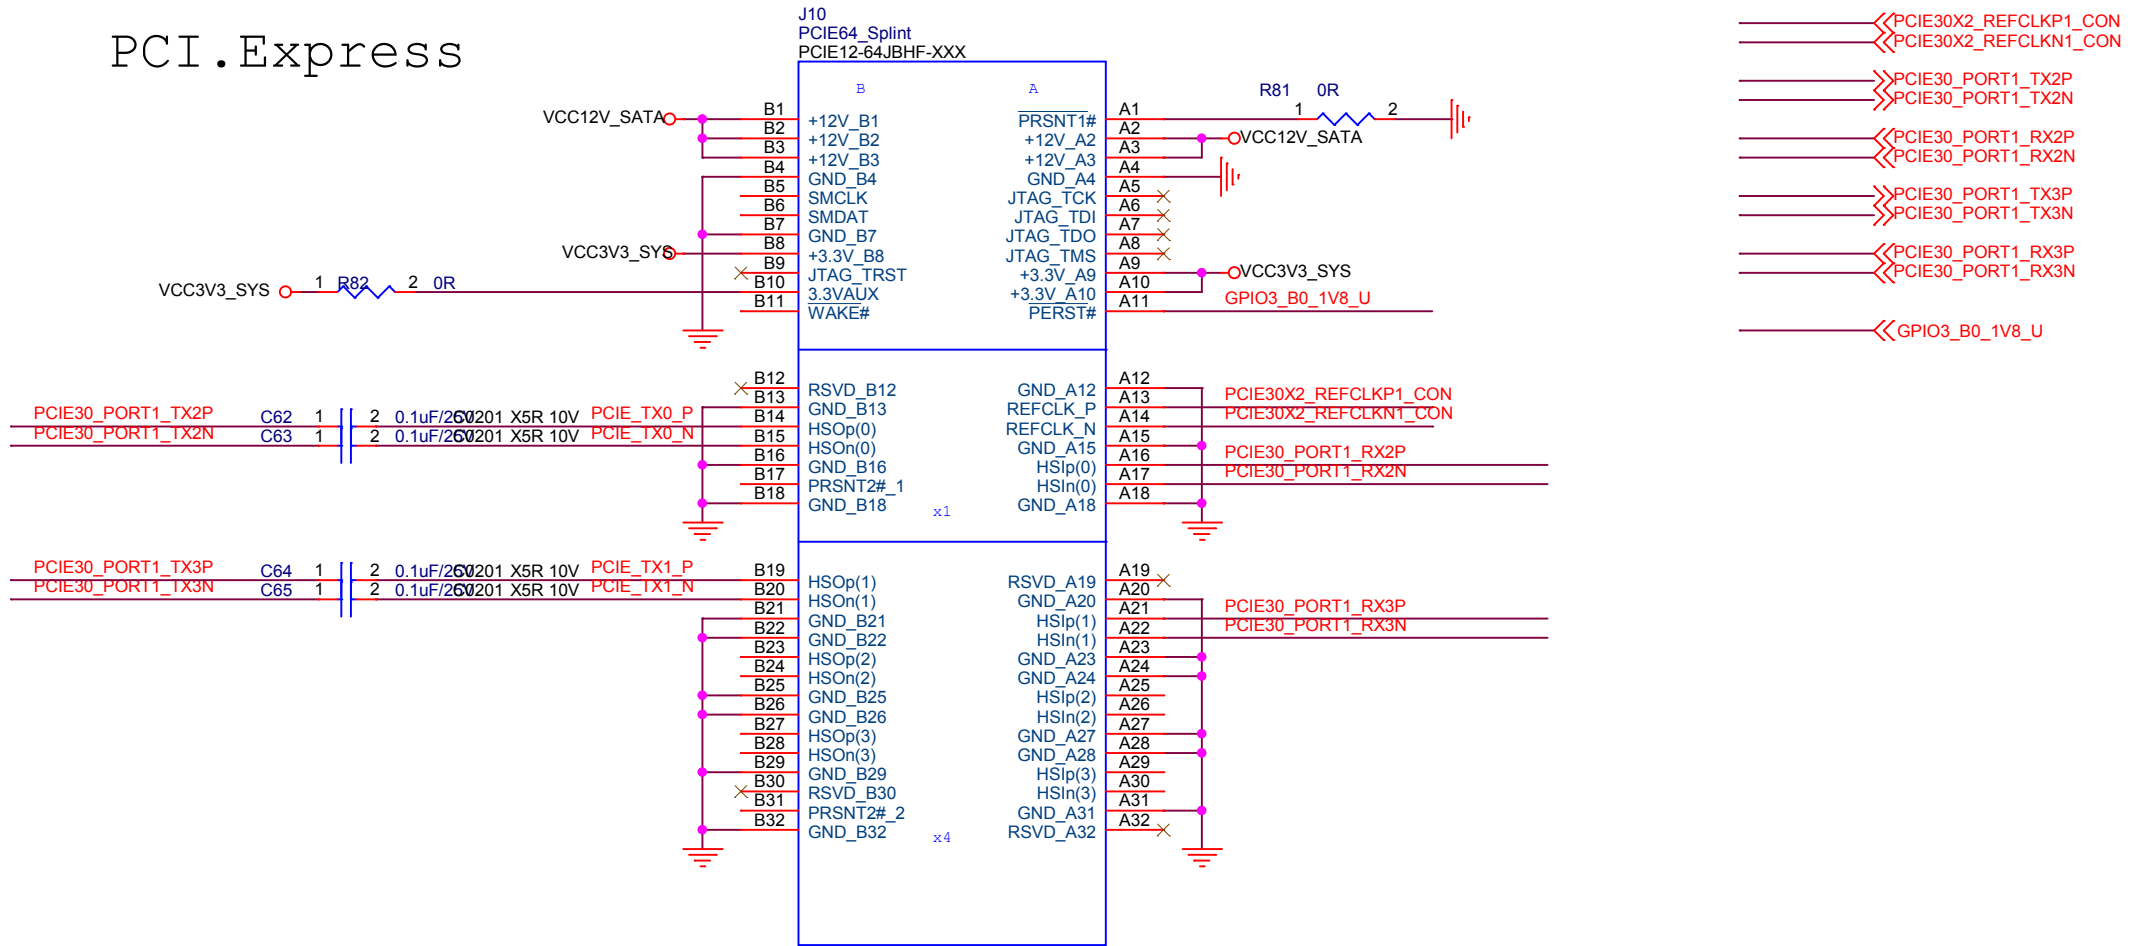 PCI.Express
J10
PCIE64_Splint
PCIE12-64JBHF-XXX
B
A
VCC12V_SATA
B1 +12V_B1
B2 +12V_B2
B3 +12V_B3
B4 GND_B4
B5 SMCLK
B6 SMDAT
B7 GND_B7
VCC3V3_SYS
B8 +3.3V_B8
B9 JTAG_TRST
VCC3V3_SYS 1 R82 2 0R
B10 3.3VAUX
B11 WAKE#
PRSNT1# A1
R81 0R
1 2
+12V_A2 A2
VCC12V_SATA
+12V_A3 A3
GND_A4 A4
JTAG_TCK A5
JTAG_TDI A6
JTAG_TDO A7
JTAG_TMS A8
+3.3V_A9 A9
VCC3V3_SYS
+3.3V_A10 A10
PERST# A11
GPIO3_B0_1V8_U
B12 RSVD_B12
B13 GND_B13
PCIE30_PORT1_TX2P C62 1 2 0.1uF/25V C0201 X5R 10V PCIE_TX0_P B14 HSOp(0)
PCIE30_PORT1_TX2N C63 1 2 0.1uF/25V C0201 X5R 10V PCIE_TX0_N B15 HSOn(0)
B16 GND_B16
B17 PRSNT2#_1
B18 GND_B18
x1
GND_A12 A12
REFCLK_P A13 PCIE30X2_REFCLKP1_CON
REFCLK_N A14 PCIE30X2_REFCLKN1_CON
GND_A15 A15
HSIp(0) A16 PCIE30_PORT1_RX2P
HSIn(0) A17 PCIE30_PORT1_RX2N
GND_A18 A18
PCIE30_PORT1_TX3P C64 1 2 0.1uF/25V C0201 X5R 10V PCIE_TX1_P B19 HSOp(1)
PCIE30_PORT1_TX3N C65 1 2 0.1uF/25V C0201 X5R 10V PCIE_TX1_N B20 HSOn(1)
B21 GND_B21
B22 GND_B22
B23 HSOp(2)
B24 HSOn(2)
B25 GND_B25
B26 GND_B26
B27 HSOp(3)
B28 HSOn(3)
B29 GND_B29
B30 RSVD_B30
B31 PRSNT2#_2
B32 GND_B32
x4
RSVD_A19 A19
GND_A20 A20
HSIp(1) A21 PCIE30_PORT1_RX3P
HSIn(1) A22 PCIE30_PORT1_RX3N
GND_A23 A23
GND_A24 A24
HSIp(2) A25
HSIn(2) A26
GND_A27 A27
GND_A28 A28
HSIp(3) A29
HSIn(3) A30
GND_A31 A31
RSVD_A32 A32
PCIE30X2_REFCLKP1_CON
PCIE30X2_REFCLKN1_CON
PCIE30_PORT1_TX2P
PCIE30_PORT1_TX2N
PCIE30_PORT1_RX2P
PCIE30_PORT1_RX2N
PCIE30_PORT1_TX3P
PCIE30_PORT1_TX3N
PCIE30_PORT1_RX3P
PCIE30_PORT1_RX3N
GPIO3_B0_1V8_U